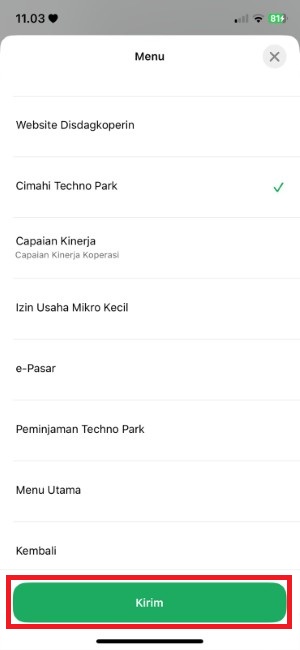 11.03
81
Menu
Website Disdagkoperin
Cimahi Techno Park
Capaian Kinerja
Capaian Kinerja Koperasi
Izin Usaha Mikro Kecil
e-Pasar
Peminjaman Techno Park
Menu Utama
Kembali
Kirim